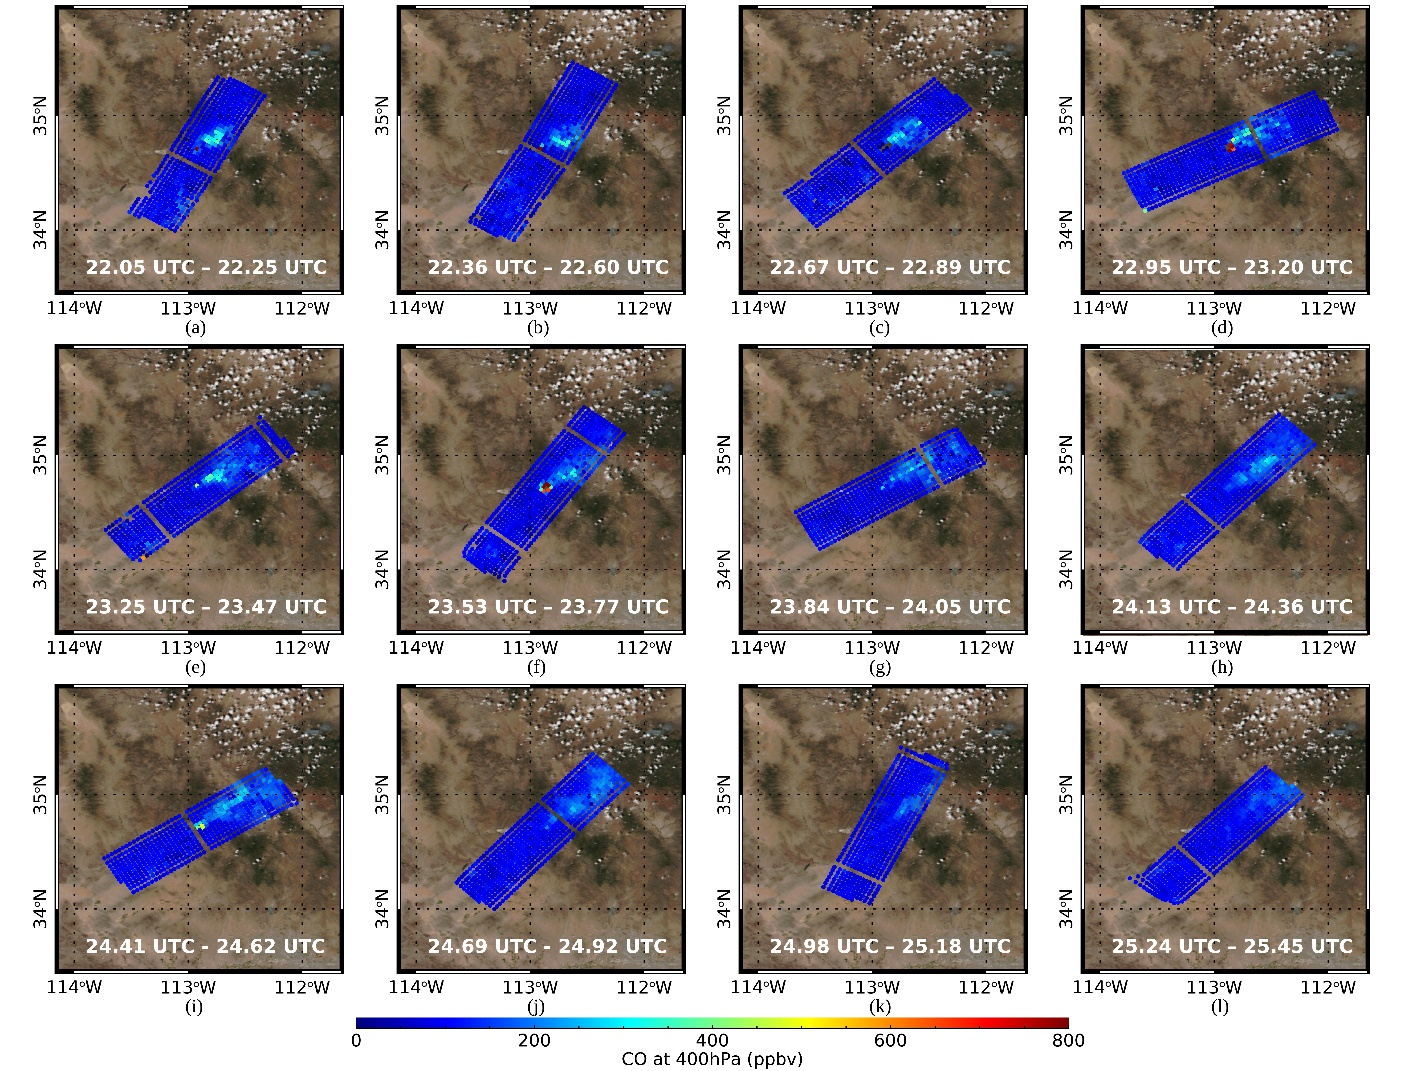 35°N
34°N
22.05 UTC – 22.25 UTC
114°W 113°W 112°W
(a)
35°N
34°N
22.36 UTC – 22.60 UTC
114°W 113°W 112°W
(b)
35°N
34°N
22.67 UTC – 22.89 UTC
114°W 113°W 112°W
(c)
35°N
34°N
22.95 UTC – 23.20 UTC
114°W 113°W 112°W
(d)
35°N
34°N
23.25 UTC – 23.47 UTC
114°W 113°W 112°W
(e)
35°N
34°N
23.53 UTC – 23.77 UTC
114°W 113°W 112°W
(f)
35°N
34°N
23.84 UTC – 24.05 UTC
114°W 113°W 112°W
(g)
35°N
34°N
24.13 UTC – 24.36 UTC
114°W 113°W 112°W
(h)
35°N
34°N
24.41 UTC - 24.62 UTC
114°W 113°W 112°W
(i)
35°N
34°N
24.69 UTC - 24.92 UTC
114°W 113°W 112°W
(j)
35°N
34°N
24.98 UTC – 25.18 UTC
114°W 113°W 112°W
(k)
35°N
34°N
25.24 UTC – 25.45 UTC
114°W 113°W 112°W
(l)
0 200 400 600 800
CO at 400hPa (ppbv)